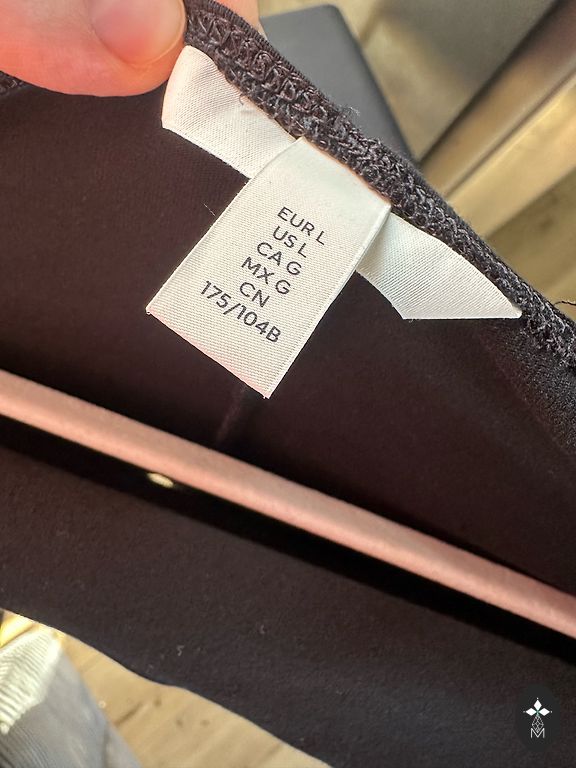 EUR L
US L
CA G
MX G
CN
175/104B
M